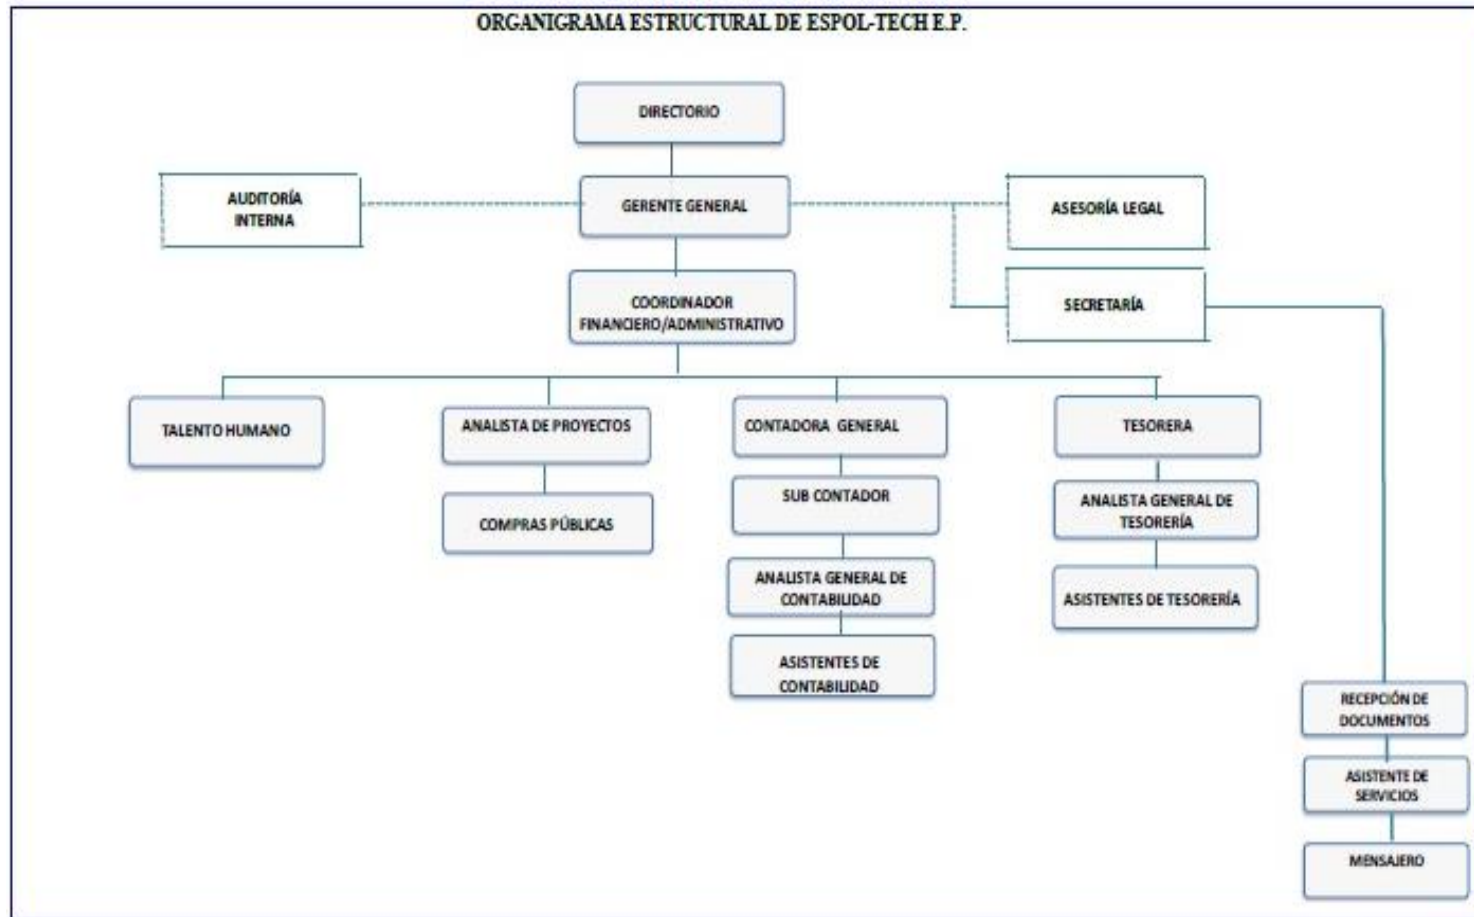 ORGANIGRAMA ESTRUCTURAL DE ESPOL-TECH E.P.
DIRECTORIO
AUDITORÍA
INTERNA
GERENTE GENERAL
ASESORÍA LEGAL
COORDINADOR
FINANCIERO/ADMINISTRATIVO
SECRETARÍA
TALENTO HUMANO
ANALISTA DE PROYECTOS
CONTADORA GENERAL
TESORERA
COMPRAS PÚBLICAS
SUB CONTADOR
ANALISTA GENERAL DE
TESORERÍA
ANALISTA GENERAL DE
CONTABILIDAD
ASISTENTES DE TESORERÍA
ASISTENTES DE
CONTABILIDAD
RECEPCIÓN DE
DOCUMENTOS
ASISTENTE DE
SERVICIOS
MENSAJERO